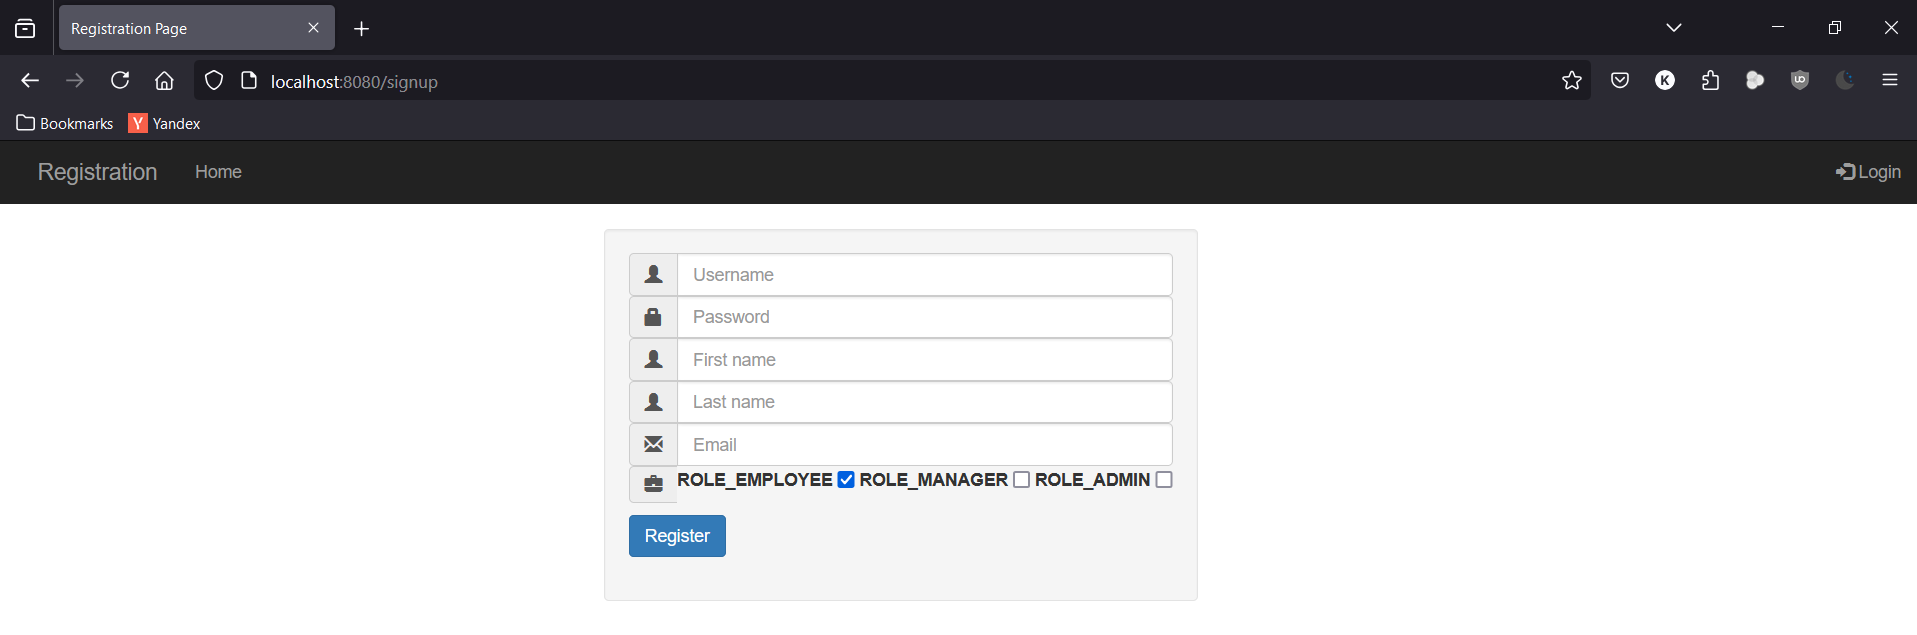 Registration Page
localhost:8080/signup
Bookmarks Yandex
Registration Home Login
Username
Password
First name
Last name
Email
ROLE_EMPLOYEE ROLE_MANAGER ROLE_ADMIN
Register